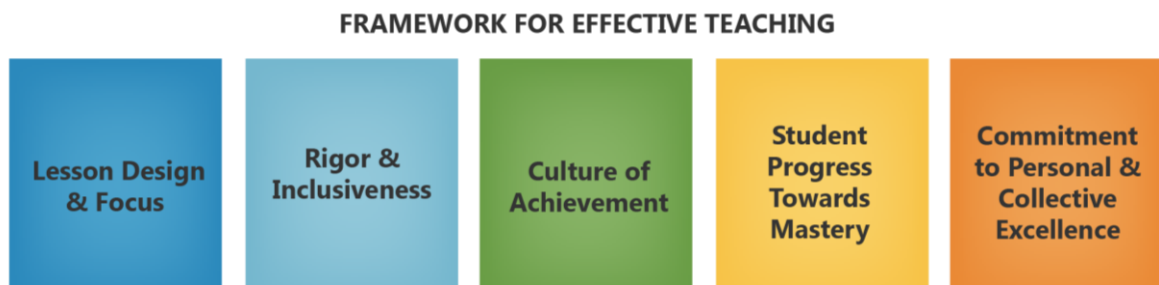 FRAMEWORK FOR EFFECTIVE TEACHING
Lesson Design
& Focus
Rigor &
Inclusiveness
Culture of
Achievement
Student
Progress
Towards
Mastery
Commitment
to Personal &
Collective
Excellence